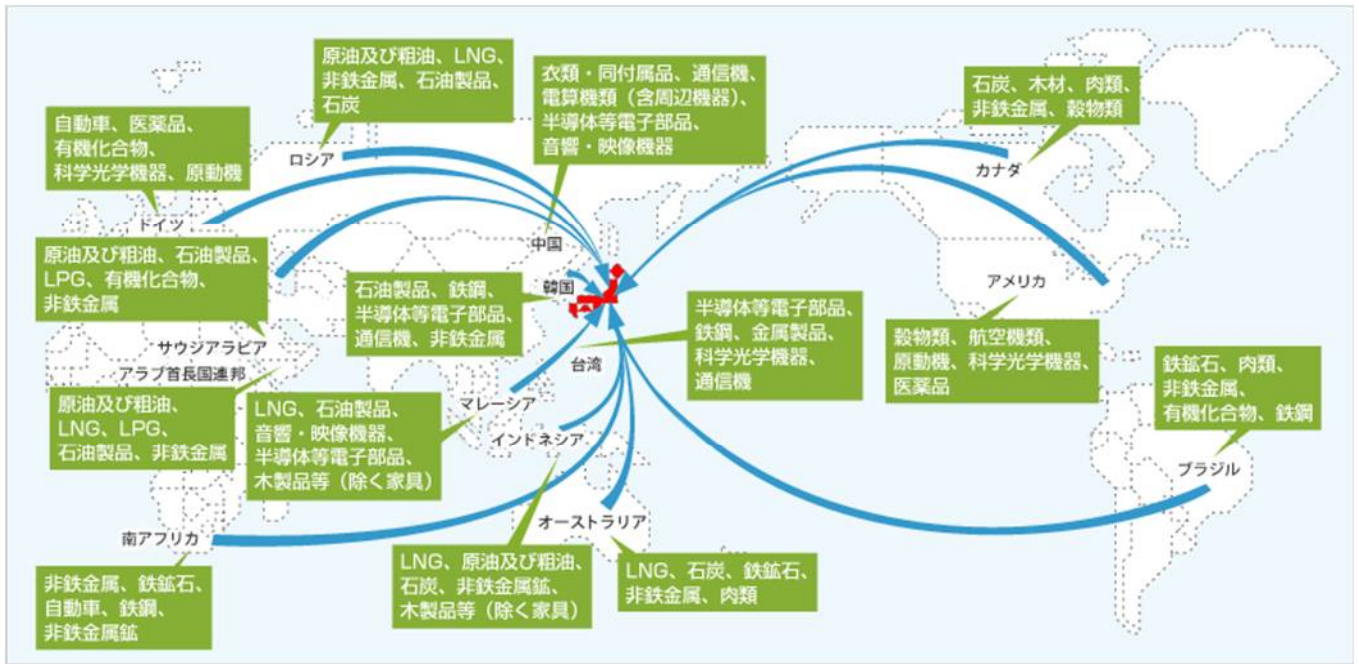 原油及び粗油、LNG、
非鉄金属、石油製品、
石炭
ロシア
衣類・同付属品、通信機、
電算機類（含周辺機器）、
半導体等電子部品、
音響・映像機器
中国
石炭、木材、肉類、
非鉄金属、穀物類
カナダ
自動車、医薬品、
有機化合物、
科学光学機器、原動機
ドイツ
原油及び粗油、石油製品、
LPG、有機化合物、
非鉄金属
サウジアラビア
アラブ首長国連邦
原油及び粗油、
LNG、LPG、
石油製品、非鉄金属
韓国
石油製品、鉄鋼、
半導体等電子部品、
通信機、非鉄金属
台湾
半導体等電子部品、
鉄鋼、金属製品、
科学光学機器、
通信機
アメリカ
穀物類、航空機類、
原動機、科学光学機器、
医薬品
鉄鉱石、肉類、
非鉄金属、
有機化合物、鉄鋼
ブラジル
マレーシア
LNG、石油製品、
音響・映像機器、
半導体等電子部品、
木製品等（除く家具）
インドネシア
LNG、原油及び粗油、
石炭、非鉄金属鉱、
木製品等（除く家具）
オーストラリア
LNG、石炭、鉄鉱石、
非鉄金属、肉類
南アフリカ
非鉄金属、鉄鉱石、
自動車、鉄鋼、
非鉄金属鉱